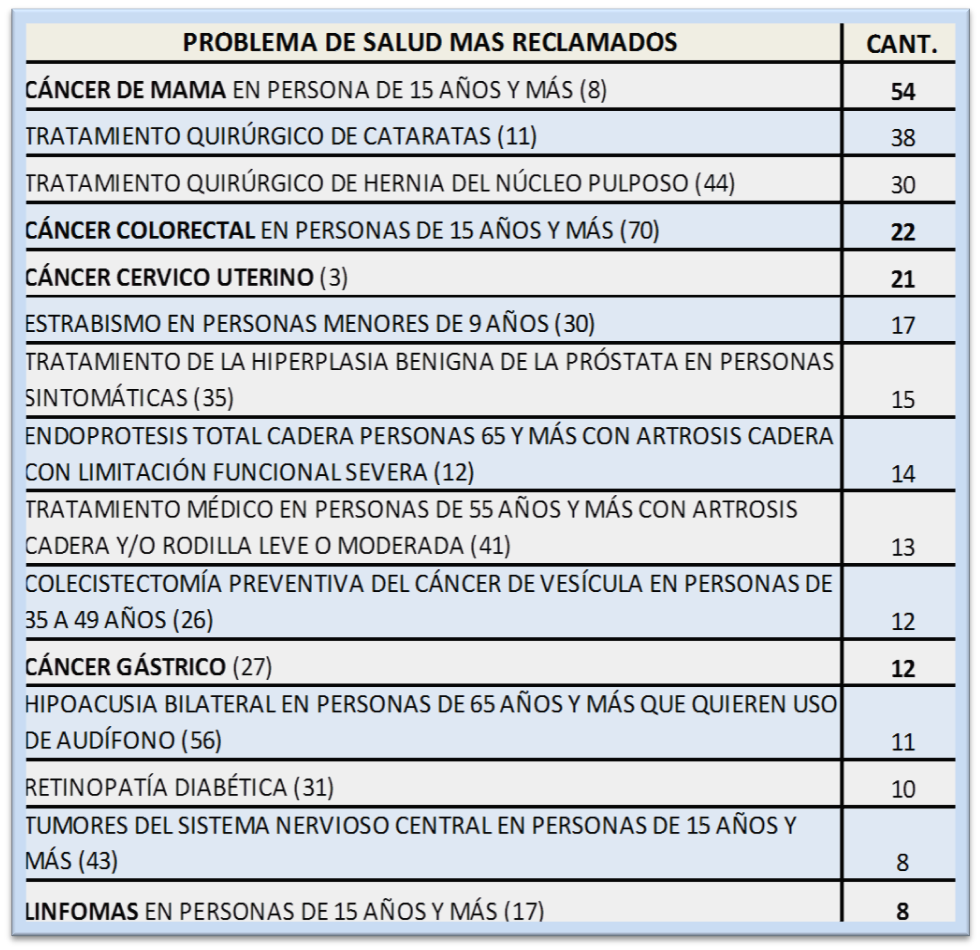 PROBLEMA DE SALUD MAS RECLAMADOS CANT.
CÁNCER DE MAMA EN PERSONA DE 15 AÑOS Y MÁS (8) 54
TRATAMIENTO QUIRÚRGICO DE CATARATAS (11) 38
TRATAMIENTO QUIRÚRGICO DE HERNIA DEL NÚCLEO PULPOSO (44) 30
CÁNCER COLORECTAL EN PERSONAS DE 15 AÑOS Y MÁS (70) 22
CÁNCER CERVICO UTERINO (3) 21
ESTRABISMO EN PERSONAS MENORES DE 9 AÑOS (30) 17
TRATAMIENTO DE LA HIPERPLASIA BENIGNA DE LA PRÓSTATA EN PERSONAS
SINTOMÁTICAS (35) 15
ENDOPROTESIS TOTAL CADERA PERSONAS 65 Y MÁS CON ARTROSIS CADERA
CON LIMITACIÓN FUNCIONAL SEVERA (12) 14
TRATAMIENTO MÉDICO EN PERSONAS DE 55 AÑOS Y MÁS CON ARTROSIS
CADERA Y/O RODILLA LEVE O MODERADA (41) 13
COLECISTECTOMÍA PREVENTIVA DEL CÁNCER DE VESÍCULA EN PERSONAS DE
35 A 49 AÑOS (26) 12
CÁNCER GÁSTRICO (27) 12
HIPOACUSIA BILATERAL EN PERSONAS DE 65 AÑOS Y MÁS QUE QUIEREN USO
DE AUDÍFONO (56) 11
RETINOPATÍA DIABÉTICA (31) 10
TUMORES DEL SISTEMA NERVIOSO CENTRAL EN PERSONAS DE 15 AÑOS Y
MÁS (43) 8
LINFOMAS EN PERSONAS DE 15 AÑOS Y MÁS (17) 8